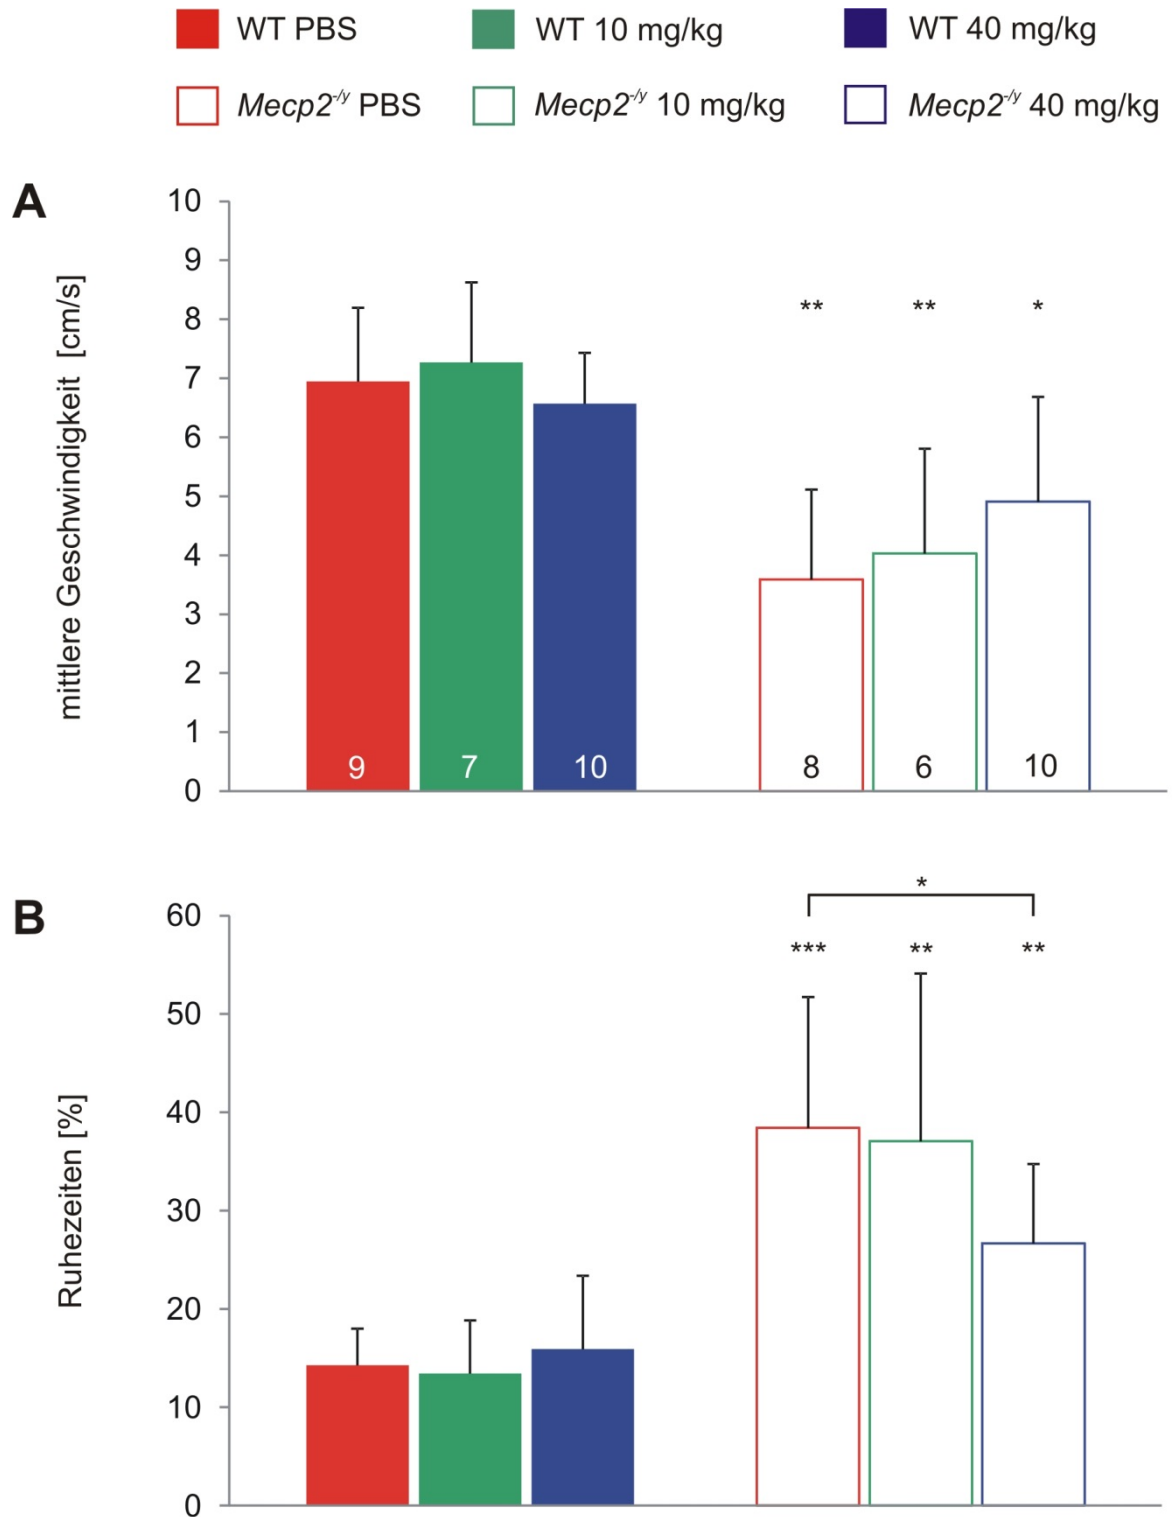 WT PBS WT 10 mg/kg WT 40 mg/kg
Mecp2-/y PBS Mecp2-/y 10 mg/kg Mecp2-/y 40 mg/kg
A
mittlere Geschwindigkeit [cm/s]
10
9
8
7
6
5
4
3
2
1
0
** ** *
9 7 10 8 6 10
B
Ruhezeiten [%]
60
50
40
30
20
10
0
*
*** ** **